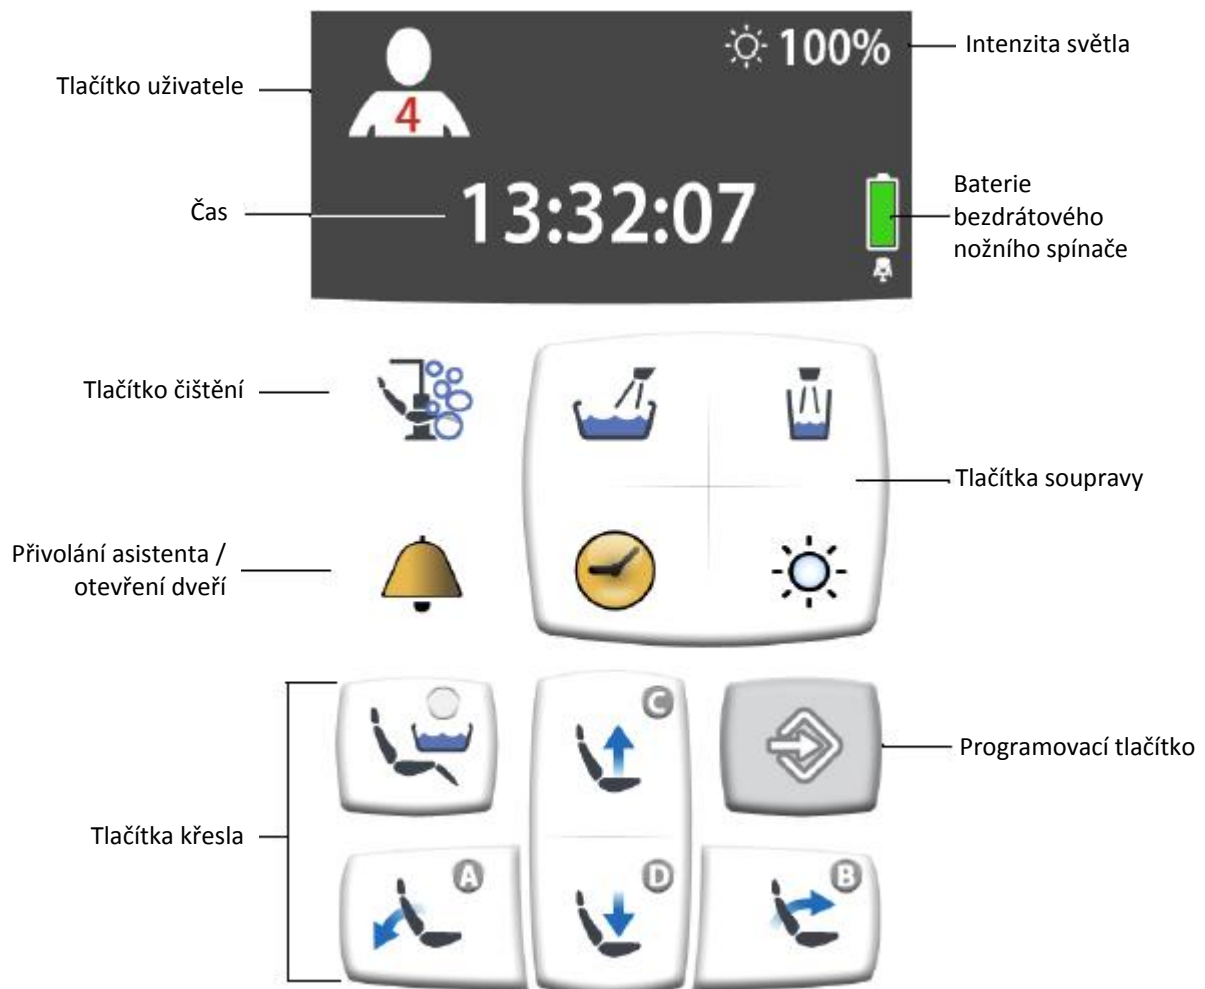 100%
Intenzita světla
Tlačítko uživatele
4
Čas
13:32:07
Baterie
bezdrátového
nožního spínače
Tlačítko čištění
Tlačítka soupravy
Přivolání asistenta /
otevření dveří
C
Programovací tlačítko
Tlačítka křesla
A
D
B